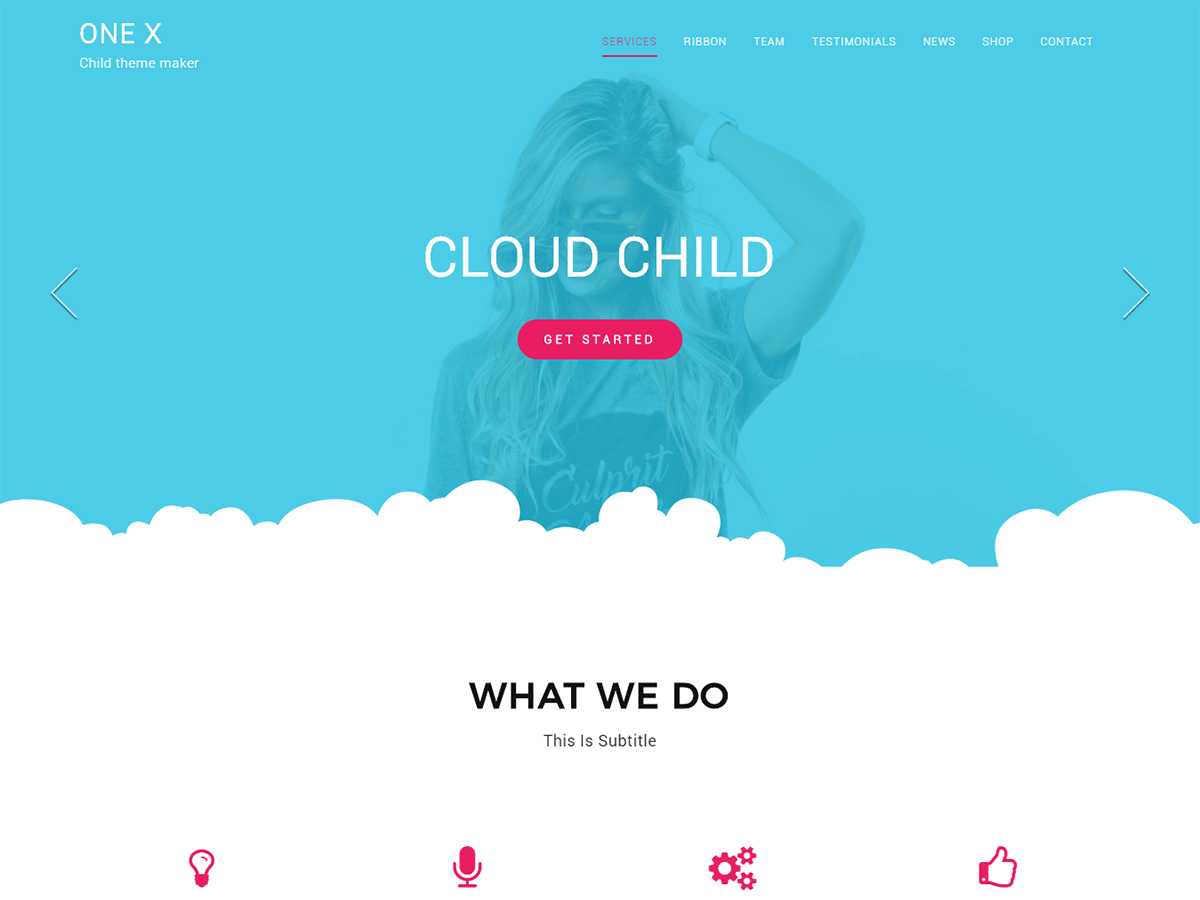 ONE X
Child theme maker
SERVICES RIBBON TEAM TESTIMONIALS NEWS SHOP CONTACT
CLOUD CHILD
GET STARTED
Culprit
WHAT WE DO
This Is Subtitle